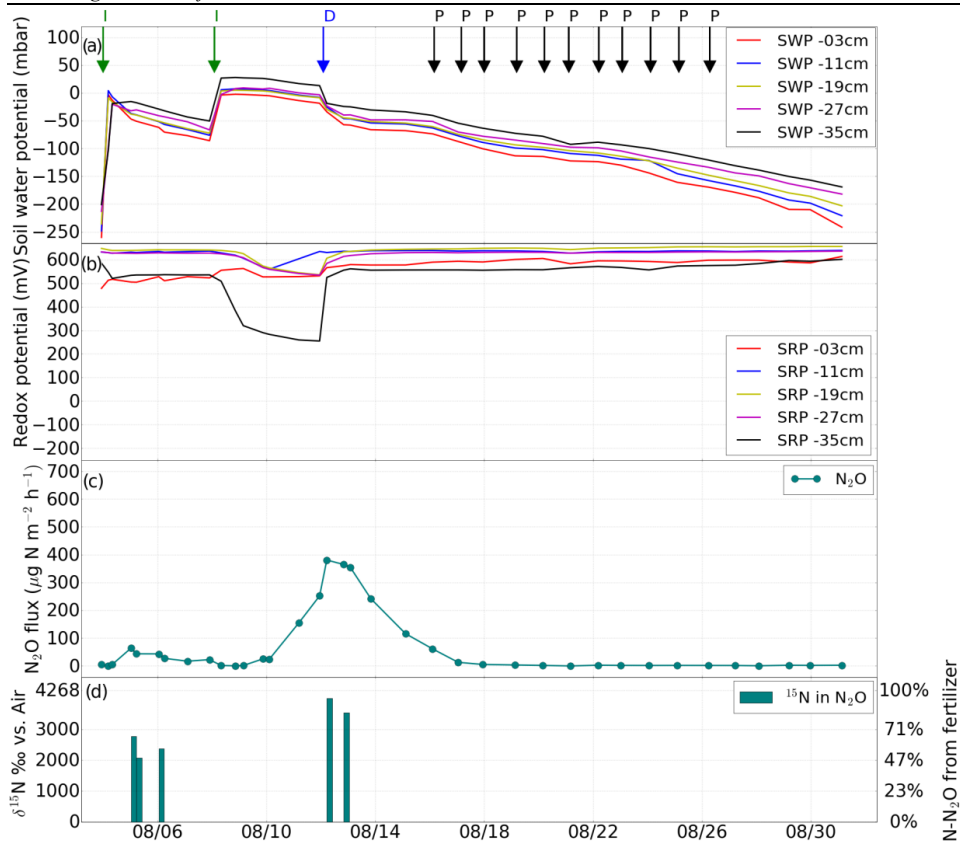 I I D P P P P P P P P P P P P
(a)
Soil water potential (mbar)
100
50
0
−50
−100
−150
−200
−250
SWP -03cm
SWP -11cm
SWP -19cm
SWP -27cm
SWP -35cm
(b)
Redox potential (mV)
600
500
400
300
200
100
0
−100
−200
SRP -03cm
SRP -11cm
SRP -19cm
SRP -27cm
SRP -35cm
(c)
N₂O flux (μg N m⁻² h⁻¹)
700
600
500
400
300
200
100
0
N₂O
(d)
δ¹⁵N ‰ vs. Air
4268
3000
2000
1000
0
¹⁵N in N₂O
100%
71%
47%
23%
0%
N-N₂O from fertilizer
08/06 08/10 08/14 08/18 08/22 08/26 08/30